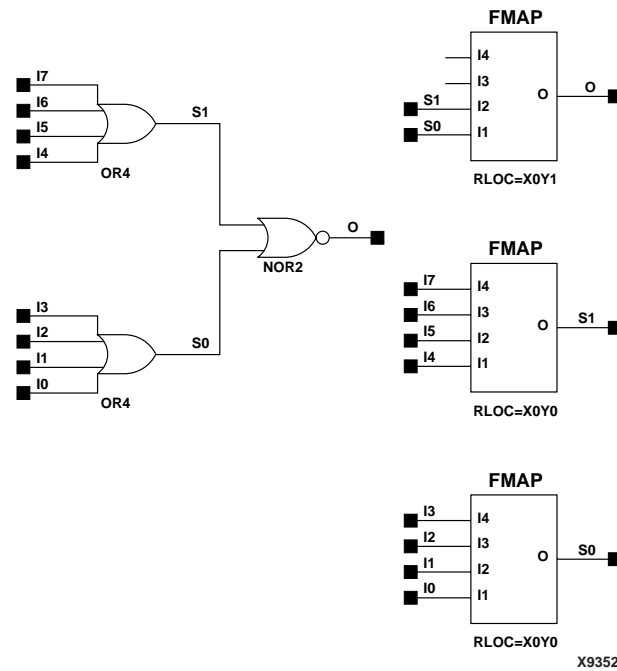 I7
I6
I5
I4
OR4
S1
I3
I2
I1
I0
OR4
S0
NOR2
O
FMAP
I4
I3
S1 I2
S0 I1
O O
RLOC=X0Y1
FMAP
I7 I4
I6 I3
I5 I2
I4 I1
O S1
RLOC=X0Y0
FMAP
I3 I4
I2 I3
I1 I2
I0 I1
O S0
RLOC=X0Y0
X9352